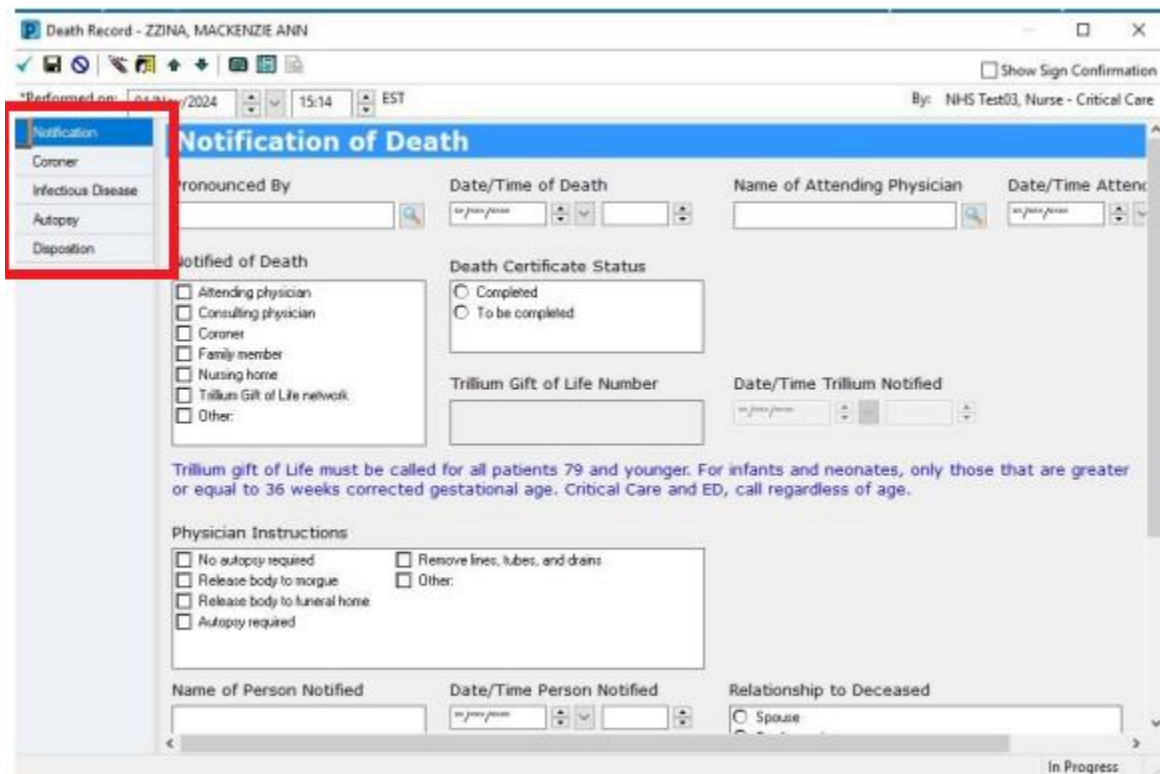 Death Record - ZZINA, MACKENZIE ANN
Show Sign Confirmation
*Performed on: /2024 15:14 EST By: NHS Test03, Nurse - Critical Care
Notification
Coroner
Infectious Disease
Autopsy
Disposition
Notification of Death
Pronounced By Date/Time of Death Name of Attending Physician Date/Time Attend
**/***/**** **/***/****
Notified of Death
Attending physician
Consulting physician
Coroner
Family member
Nursing home
Trillium Gift of Life network
Other:
Death Certificate Status
Completed
To be completed
Trillium Gift of Life Number Date/Time Trillium Notified
**/***/****
Trillium gift of Life must be called for all patients 79 and younger. For infants and neonates, only those that are greater
or equal to 36 weeks corrected gestational age. Critical Care and ED, call regardless of age.
Physician Instructions
No autopsy required Remove lines, tubes, and drains
Release body to morgue Other:
Release body to funeral home
Autopsy required
Name of Person Notified Date/Time Person Notified Relationship to Deceased
**/***/**** Spouse
In Progress